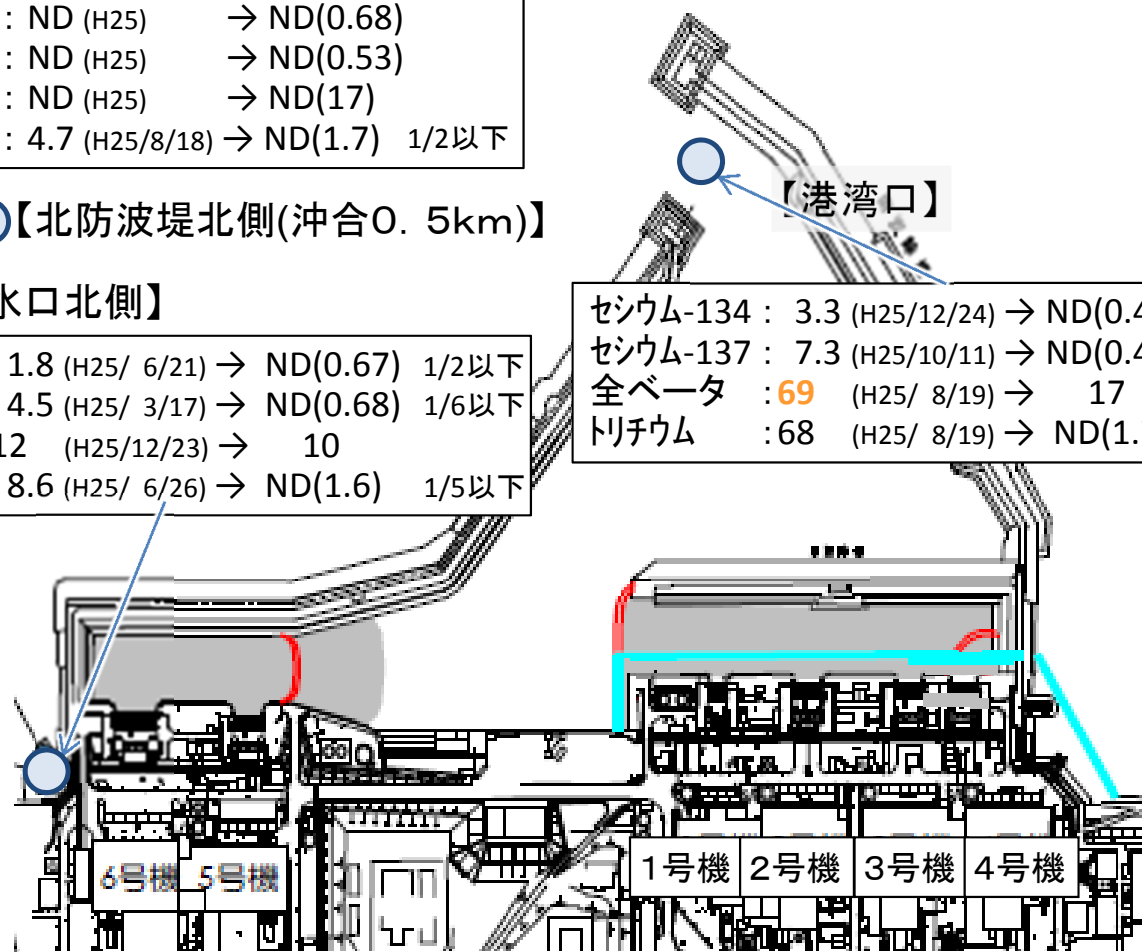 : ND (H25) → ND(0.68)
: ND (H25) → ND(0.53)
: ND (H25) → ND(17)
: 4.7 (H25/8/18) → ND(1.7) 1/2以下
【港湾口】
【北防波堤北側(沖合0．5km)】
水口北側】
1.8 (H25/ 6/21) → ND(0.67) 1/2以下
4.5 (H25/ 3/17) → ND(0.68) 1/6以下
12 (H25/12/23) → 10
8.6 (H25/ 6/26) → ND(1.6) 1/5以下
セシウム-134 : 3.3 (H25/12/24) → ND(0.4
セシウム-137 : 7.3 (H25/10/11) → ND(0.4
全ベータ : 69 (H25/ 8/19) → 17
トリチウム : 68 (H25/ 8/19) → ND(1.
6号機 5号機
1号機 2号機 3号機 4号機